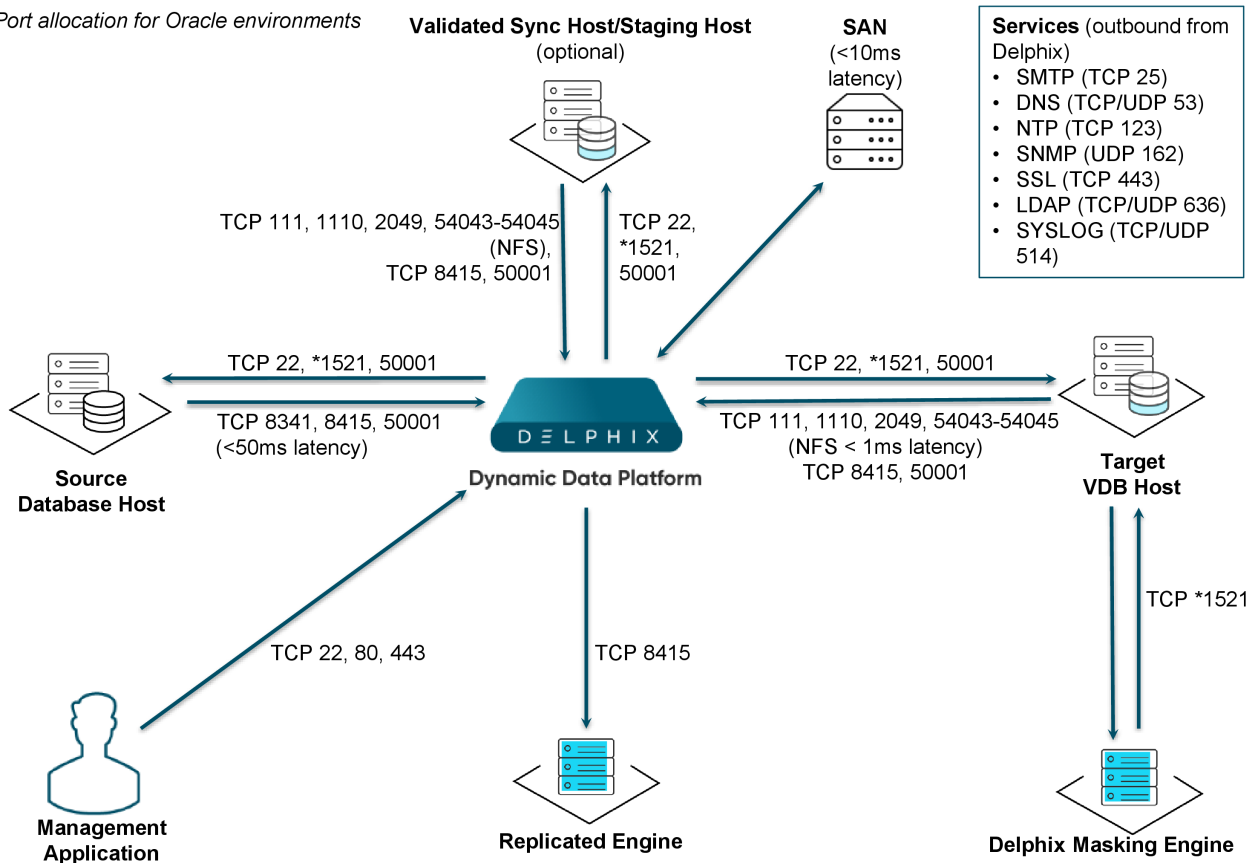 Port allocation for Oracle environments
Validated Sync Host/Staging Host
(optional)
SAN
(<10ms
latency)
Services (outbound from
Delphix)
• SMTP (TCP 25)
• DNS (TCP/UDP 53)
• NTP (TCP 123)
• SNMP (UDP 162)
• SSL (TCP 443)
• LDAP (TCP/UDP 636)
• SYSLOG (TCP/UDP
514)
TCP 111, 1110, 2049, 54043-54045
(NFS),
TCP 8415, 50001
TCP 22,
*1521,
50001
TCP 22, *1521, 50001
TCP 8341, 8415, 50001
(<50ms latency)
Source
Database Host
DELPHIX
Dynamic Data Platform
TCP 22, *1521, 50001
TCP 111, 1110, 2049, 54043-54045
(NFS < 1ms latency)
TCP 8415, 50001
Target
VDB Host
TCP *1521
TCP 22, 80, 443
TCP 8415
Management
Application
Replicated Engine
Delphix Masking Engine